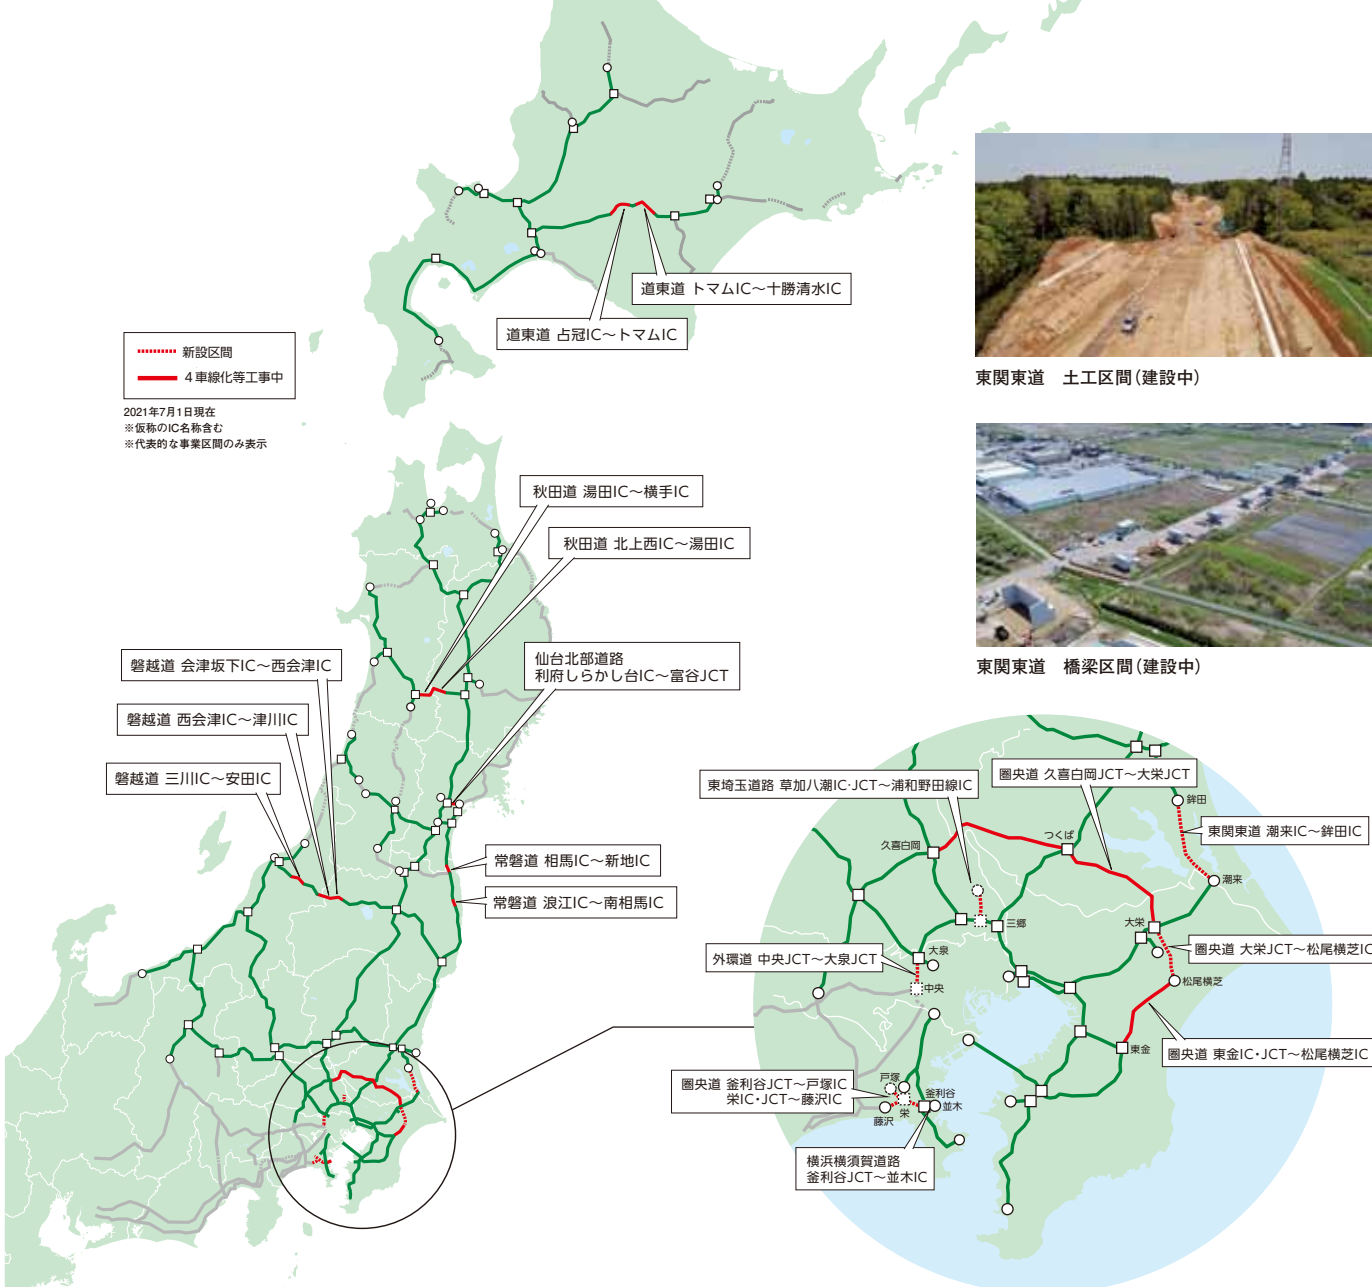 道東道 トマムIC～十勝清水IC
道東道 占冠IC～トマムIC
新設区間
4車線化等工事中
2021年7月1日現在
※仮称のIC名称含む
※代表的な事業区間のみ表示
東関東道 土工区間(建設中)
東関東道 橋梁区間(建設中)
秋田道 湯田IC～横手IC
秋田道 北上西IC～湯田IC
仙台北部道路
利府しらかし台IC～富谷JCT
磐越道 会津坂下IC～西会津IC
磐越道 西会津IC～津川IC
磐越道 三川IC～安田IC
常磐道 相馬IC～新地IC
常磐道 浪江IC～南相馬IC
東埼玉道路 草加八潮IC・JCT～浦和野田線IC
圏央道 久喜白岡JCT～大栄JCT
鉾田
東関東道 潮来IC～鉾田IC
つくば
久喜白岡
潮来
三郷
大栄
圏央道 大栄JCT～松尾横芝IC
大泉
外環道 中央JCT～大泉JCT
松尾横芝
中央
東金
圏央道 東金IC・JCT～松尾横芝IC
戸塚
圏央道 釜利谷JCT～戸塚IC
栄IC・JCT～藤沢IC
釜利谷
並木
栄
藤沢
横浜横須賀道路
釜利谷JCT～並木IC